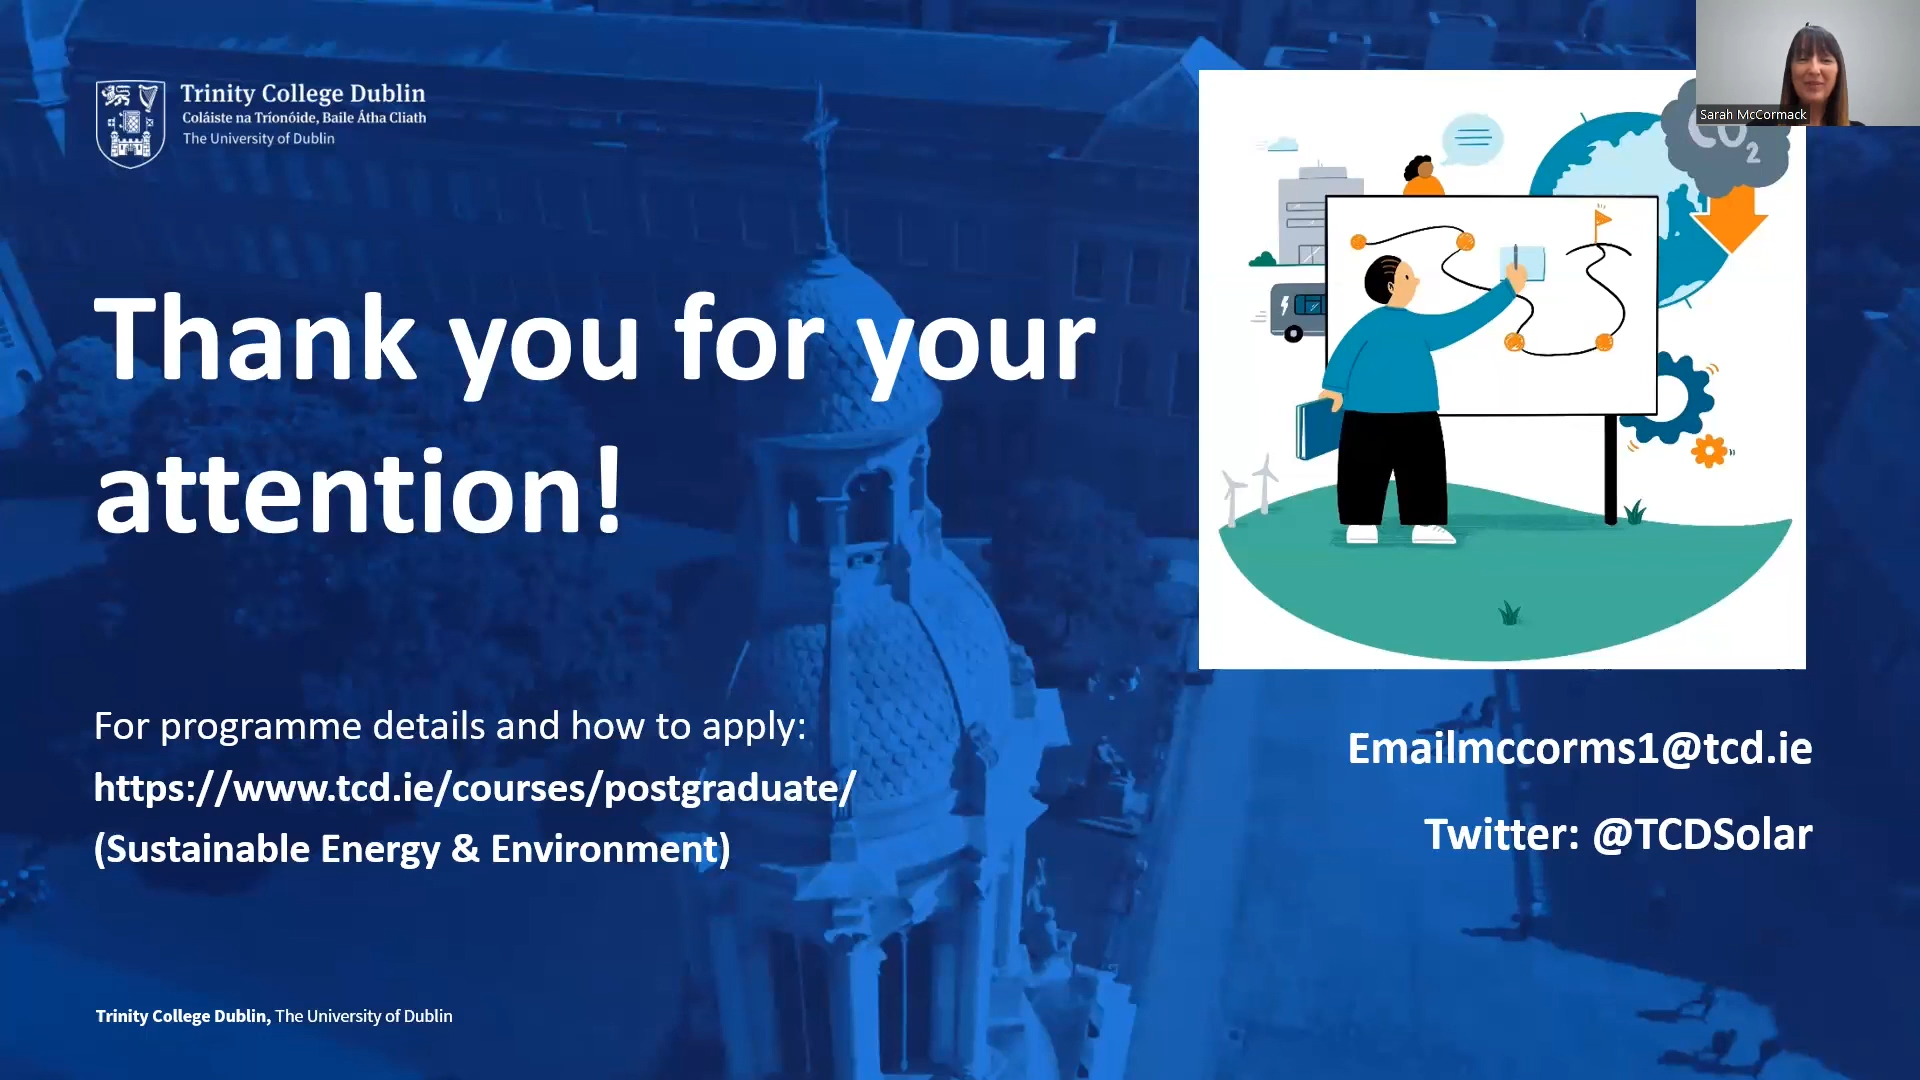 Trinity College Dublin
Coláiste na Tríonóide, Baile Átha Cliath
The University of Dublin
Sarah McCormack
CO2
Thank you for your
attention!
For programme details and how to apply:
https://www.tcd.ie/courses/postgraduate/
(Sustainable Energy & Environment)
Emailmccorms1@tcd.ie
Twitter: @TCDSolar
Trinity College Dublin, The University of Dublin